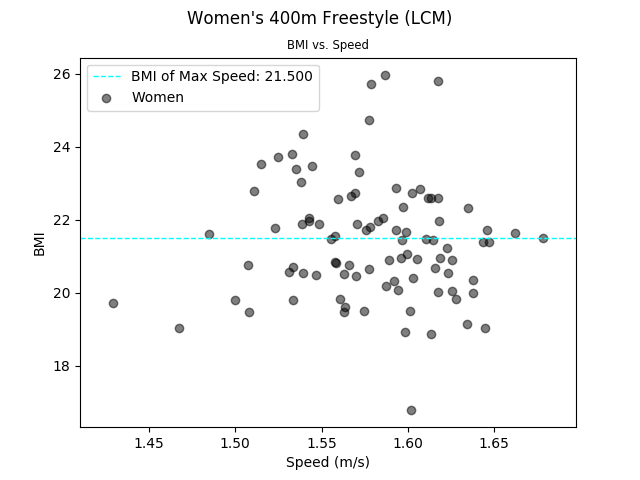 Women's 400m Freestyle (LCM)
BMI vs. Speed
BMI of Max Speed: 21.500
Women
26
24
22
20
18
BMI
1.45 1.50 1.55 1.60 1.65
Speed (m/s)